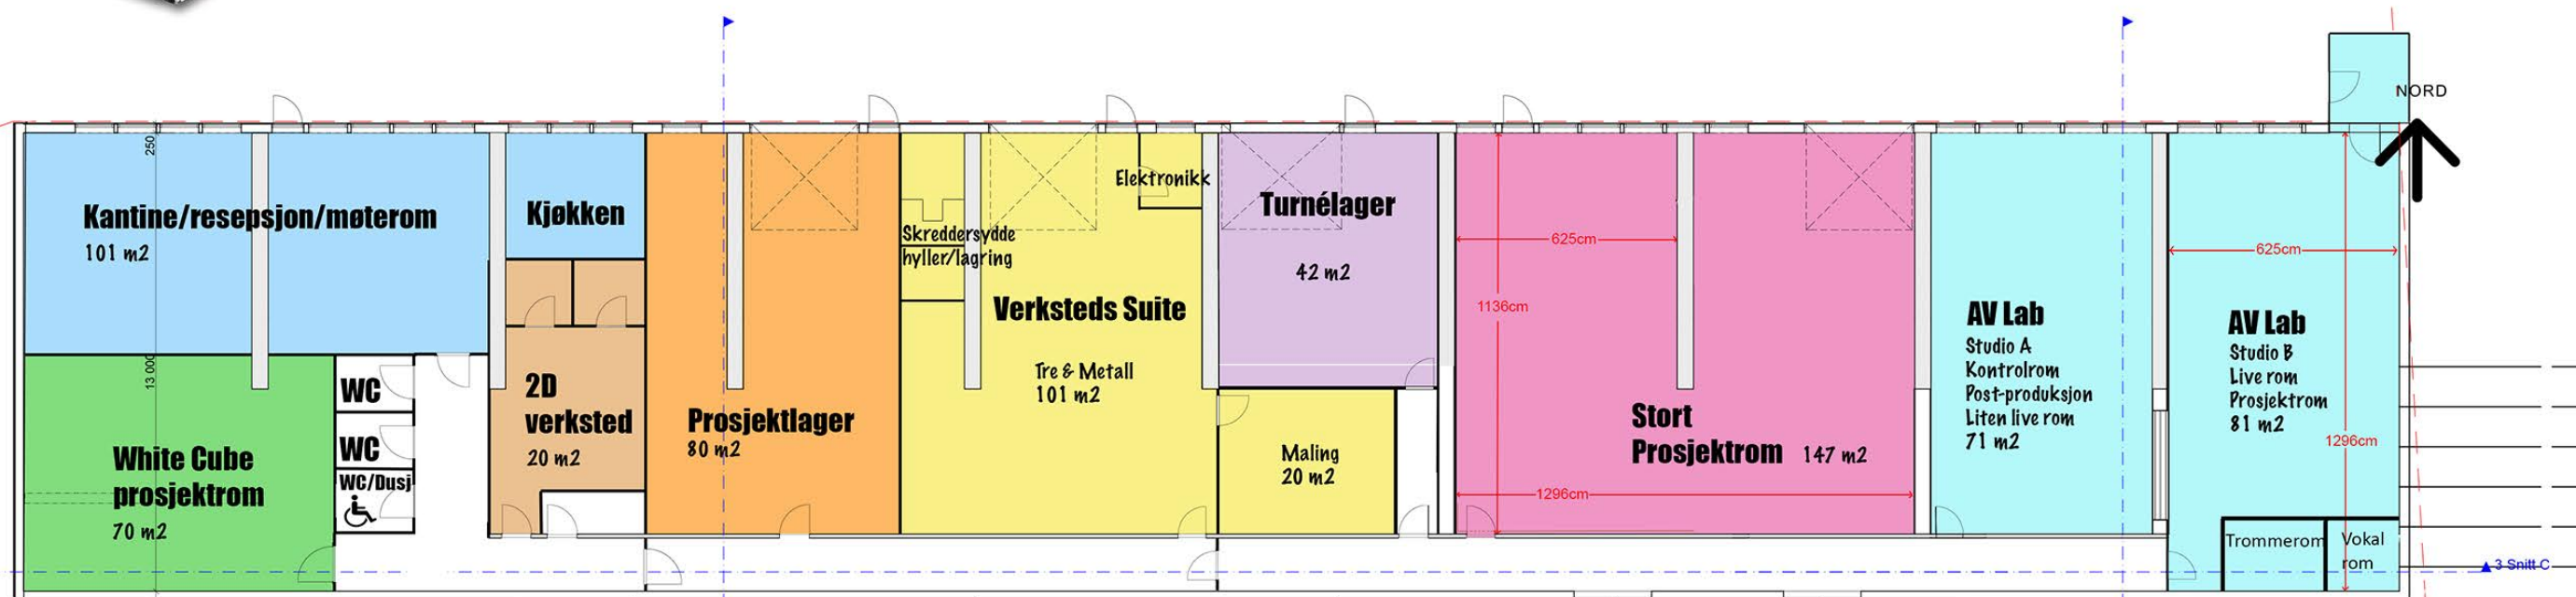 NORD
250
13 000
Kantine/resepsjon/møterom
101 m2
White Cube
prosjektrom
70 m2
WC
WC
WC/Dusj
Kjøkken
2D
verksted
20 m2
Prosjektlager
80 m2
Skreddersydde
hyller/lagring
Elektronikk
Verksteds Suite
Tre & Metall
101 m2
Turnélager
42 m2
Maling
20 m2
625cm
1136cm
Stort
Prosjektrom 147 m2
1296cm
AV Lab
Studio A
Kontrolrom
Post-produksjon
Liten live rom
71 m2
625cm
AV Lab
Studio B
Live rom
Prosjektrom
81 m2
1296cm
Trommerom
Vokal
rom
3 Snitt C